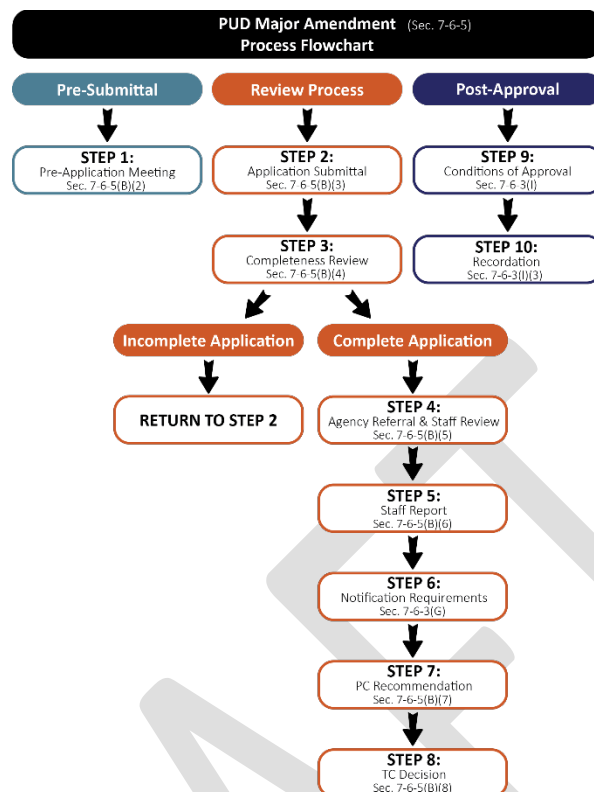 PUD Major Amendment (Sec. 7-6-5)
Process Flowchart
Pre-Submittal
Review Process
Post-Approval
STEP 1:
Pre-Application Meeting
Sec. 7-6-5(B)(2)
STEP 2:
Application Submittal
Sec. 7-6-5(B)(3)
STEP 9:
Conditions of Approval
Sec. 7-6-3(I)
STEP 3:
Completeness Review
Sec. 7-6-5(B)(4)
STEP 10:
Recordation
Sec. 7-6-3(I)(3)
Incomplete Application
Complete Application
RETURN TO STEP 2
STEP 4:
Agency Referral & Staff Review
Sec. 7-6-5(B)(5)
STEP 5:
Staff Report
Sec. 7-6-5(B)(6)
STEP 6:
Notification Requirements
Sec. 7-6-3(G)
STEP 7:
PC Recommendation
Sec. 7-6-5(B)(7)
STEP 8:
TC Decision
Sec. 7-6-5(B)(8)